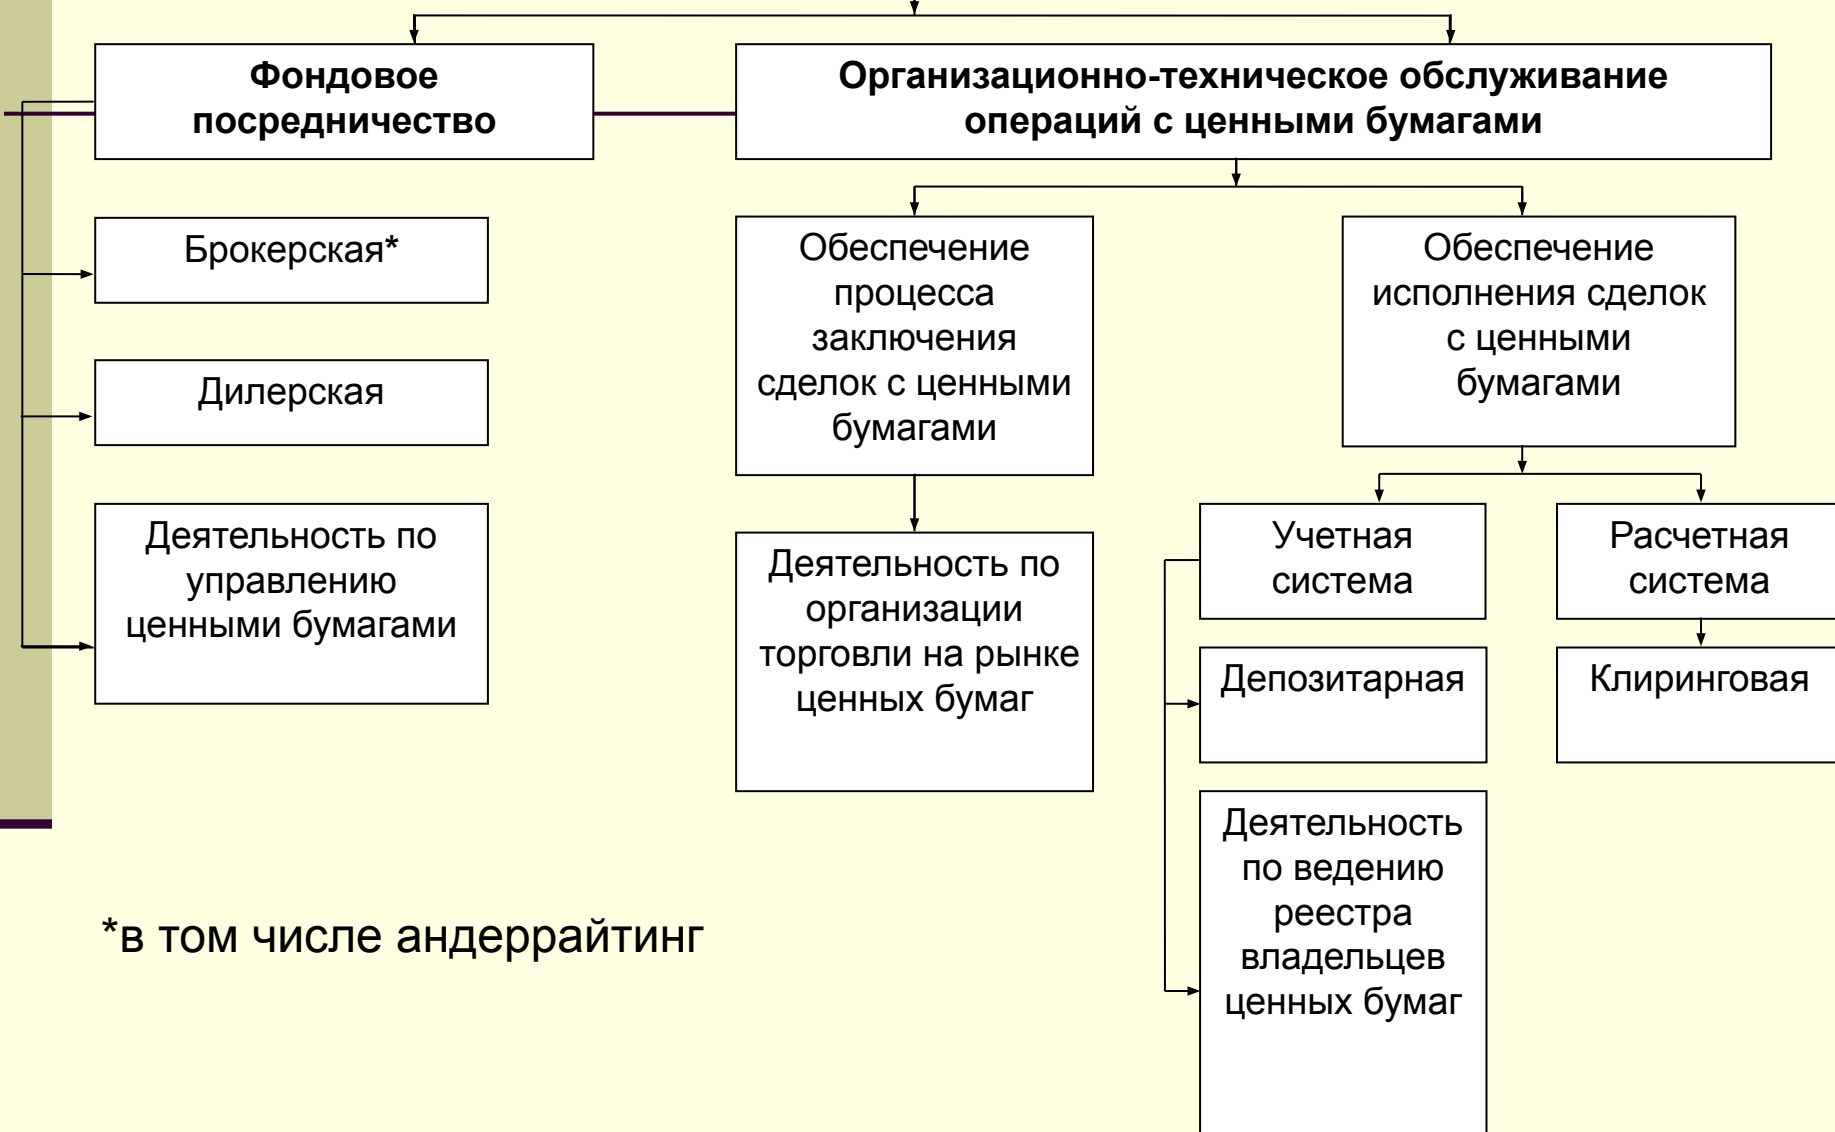 Фондовое
посредничество
Организационно-техническое обслуживание
операций с ценными бумагами
Брокерская*
Дилерская
Деятельность по
управлению
ценными бумагами
Обеспечение
процесса
заключения
сделок с ценными
бумагами
Деятельность по
организации
торговли на рынке
ценных бумаг
Обеспечение
исполнения сделок
с ценными
бумагами
Учетная
система
Расчетная
система
Депозитарная
Клиринговая
Деятельность
по ведению
реестра
владельцев
ценных бумаг
*в том числе андеррайтинг